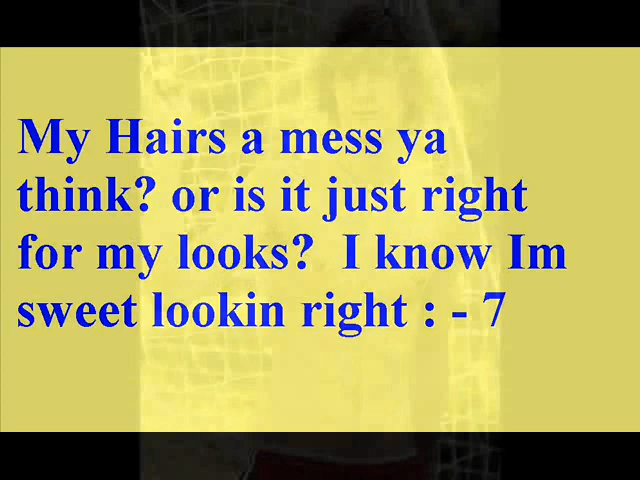 My Hairs a mess ya
think? or is it just right
for my looks?  I know Im
sweet lookin right : - 7